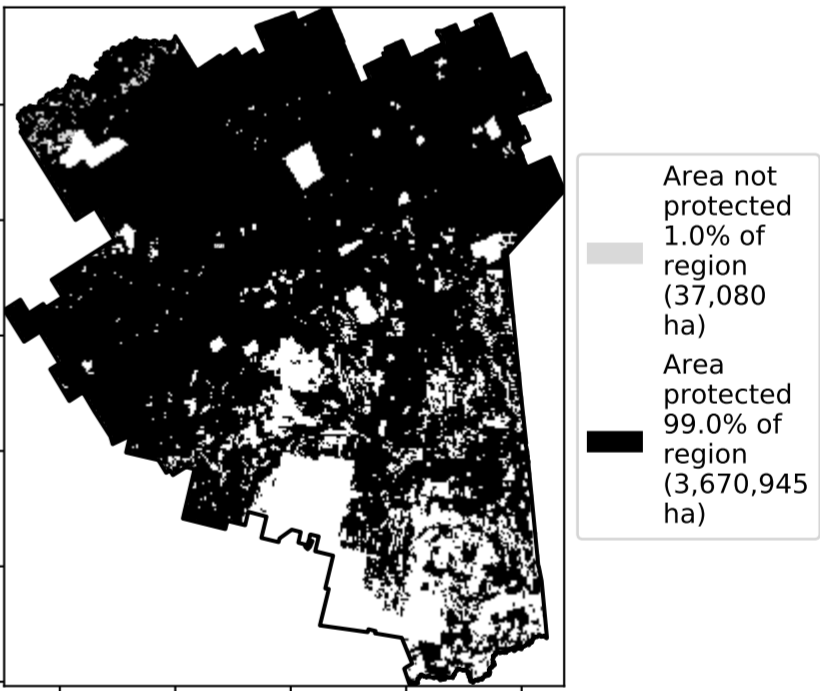 Area not
protected
1.0% of
region
(37,080
ha)
Area
protected
99.0% of
region
(3,670,945
ha)